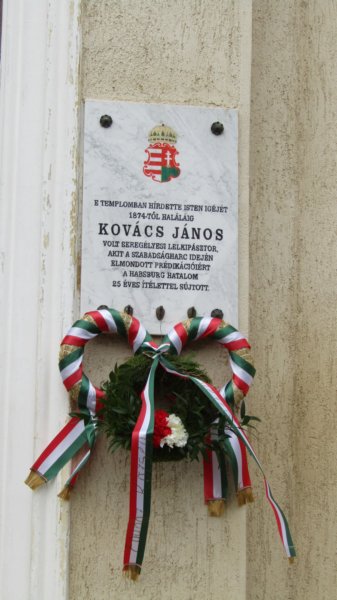 E TEMPLOMBAN HIRDETTE ISTEN IGÉJÉT
1874-TŐL HALÁLÁIG
KOVÁCS JÁNOS
VOLT SEREGÉLYESI LELKIPÁSZTOR,
AKIT A SZABADSÁGHARC IDEJÉN
ELMONDOTT PRÉDIKÁCIÓIÉRT
A HABSBURG HATALOM
25 ÉVES ÍTÉLETTEL SÚJTOTT.